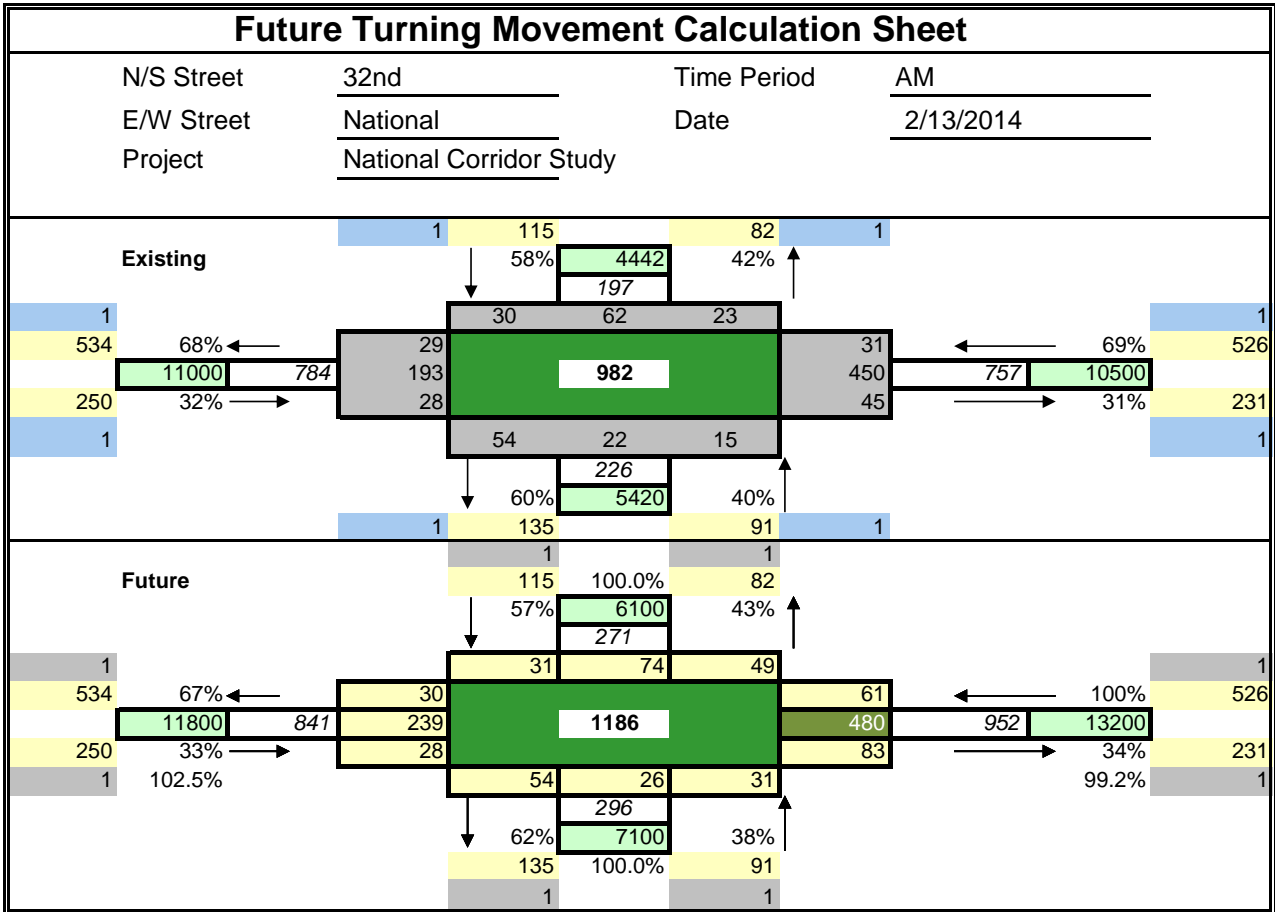 Future Turning Movement Calculation Sheet
N/S Street 32nd Time Period AM
E/W Street National Date 2/13/2014
Project National Corridor Study
1 115 82 1
Existing 58% 4442 42%
197
1 30 62 23 1
534 68% 29 31 69% 526
11000 784 193 982 450 757 10500
250 32% 28 45 31% 231
1 54 22 15 1
226
60% 5420 40%
1 135 91 1
1 1
Future 115 100.0% 82
57% 6100 43%
271
1 31 74 49 1
534 67% 30 61 100% 526
11800 841 239 1186 480 952 13200
250 33% 28 83 34% 231
1 102.5% 54 26 31 99.2% 1
296
62% 7100 38%
135 100.0% 91
1 1